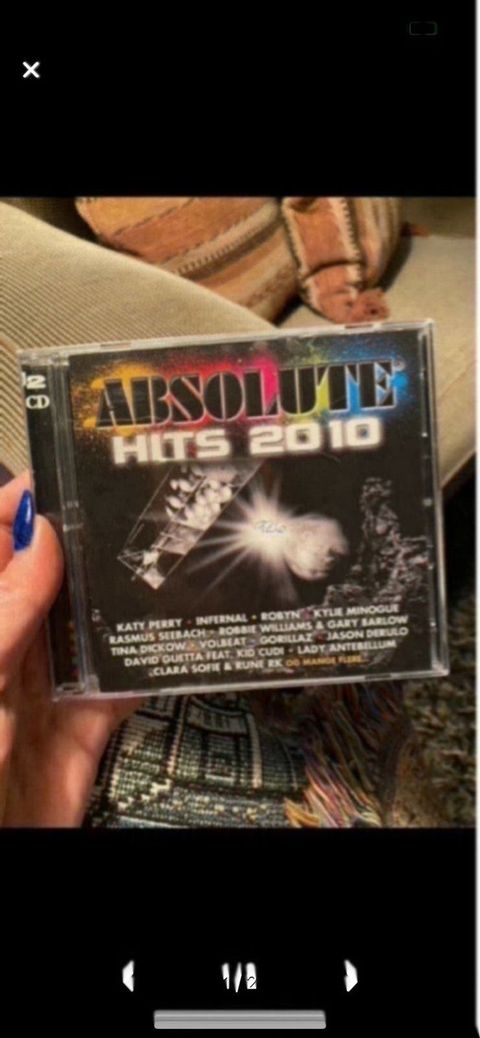 2
CD
ABSOLUTE
HITS 2010
KATY PERRY • INFERNAL • ROBYN • KYLIE MINOGUE
RASMUS SEEBACH • ROBBIE WILLIAMS & GARY BARLOW
TINA DICKOW • VOLBEAT • GORILLAZ • JASON DERULO
DAVID GUETTA FEAT. KID CUDI • LADY ANTEBELLUM
CLARA SOFIE & RUNE RK OG MANGE FLERE...
1/2